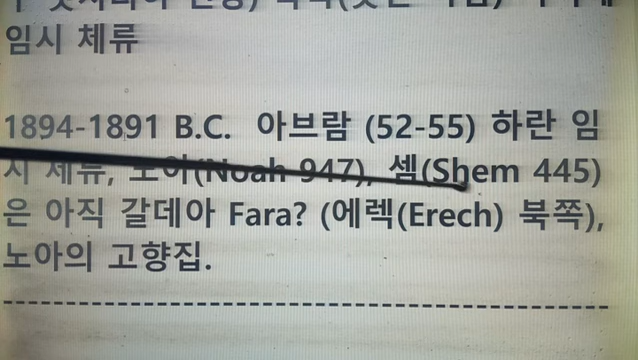 임시 체류
1894-1891 B.C. 아브람 (52-55) 하란 임
시 체류, 노아(Noah 947), 셈(Shem 445)
은 아직 갈데아 Fara? (에렉(Erech) 북쪽),
노아의 고향집.